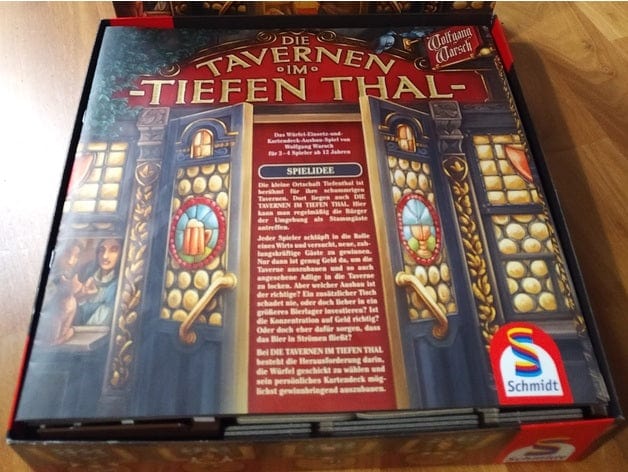 DIE
TAVERNEN
·IM·
-TIEFEN THAL-
Wolfgang
Warsch
Das Würfel-Einsetz-und-
Kartendeck-Ausbau-Spiel von
Wolfgang Warsch
für 2–4 Spieler ab 12 Jahren
SPIELIDEE
Die kleine Ortschaft Tiefenthal ist
berühmt für ihre schummrigen
Tavernen. Dort liegen auch DIE
TAVERNEN IM TIEFEN THAL. Hier
kann man regelmäßig die Bürger
der Umgebung als Stammgäste
antreffen.
Jeder Spieler schlüpft in die Rolle
eines Wirts und versucht, neue, zah-
lungskräftige Gäste zu gewinnen.
Nur dann ist genug Geld da, um die
Taverne auszubauen und so auch
angesehene Adlige in die Taverne
zu locken. Aber welcher Ausbau ist
der richtige? Ein zusätzlicher Tisch
schadet nie, oder doch lieber in ein
größeres Bierlager investieren? Ist
die Konzentration auf Geld richtig?
Oder doch eher dafür sorgen, dass
das Bier in Strömen fließt?
Bei DIE TAVERNEN IM TIEFEN THAL
besteht die Herausforderung darin,
die Würfel geschickt zu wählen und
sein persönliches Kartendeck mög-
lichst gewinnbringend auszubauen.
Schmidt